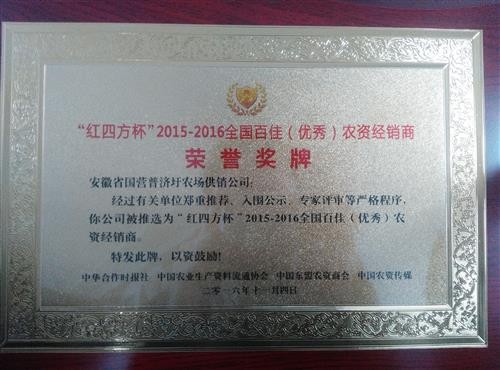 “红四方杯”2015-2016全国百佳（优秀）农资经销商
荣誉奖牌
安徽省国营普济圩农场供销公司:
经过有关单位郑重推荐、入围公示、专家评审等严格程序，
你公司被推选为“红四方杯”2015-2016全国百佳（优秀）农
资经销商。
特发此牌，以资鼓励!
中华合作时报社 中国农业生产资料流通协会 中国东盟农资商会 中国农资传媒
二〇一六年十一月四日